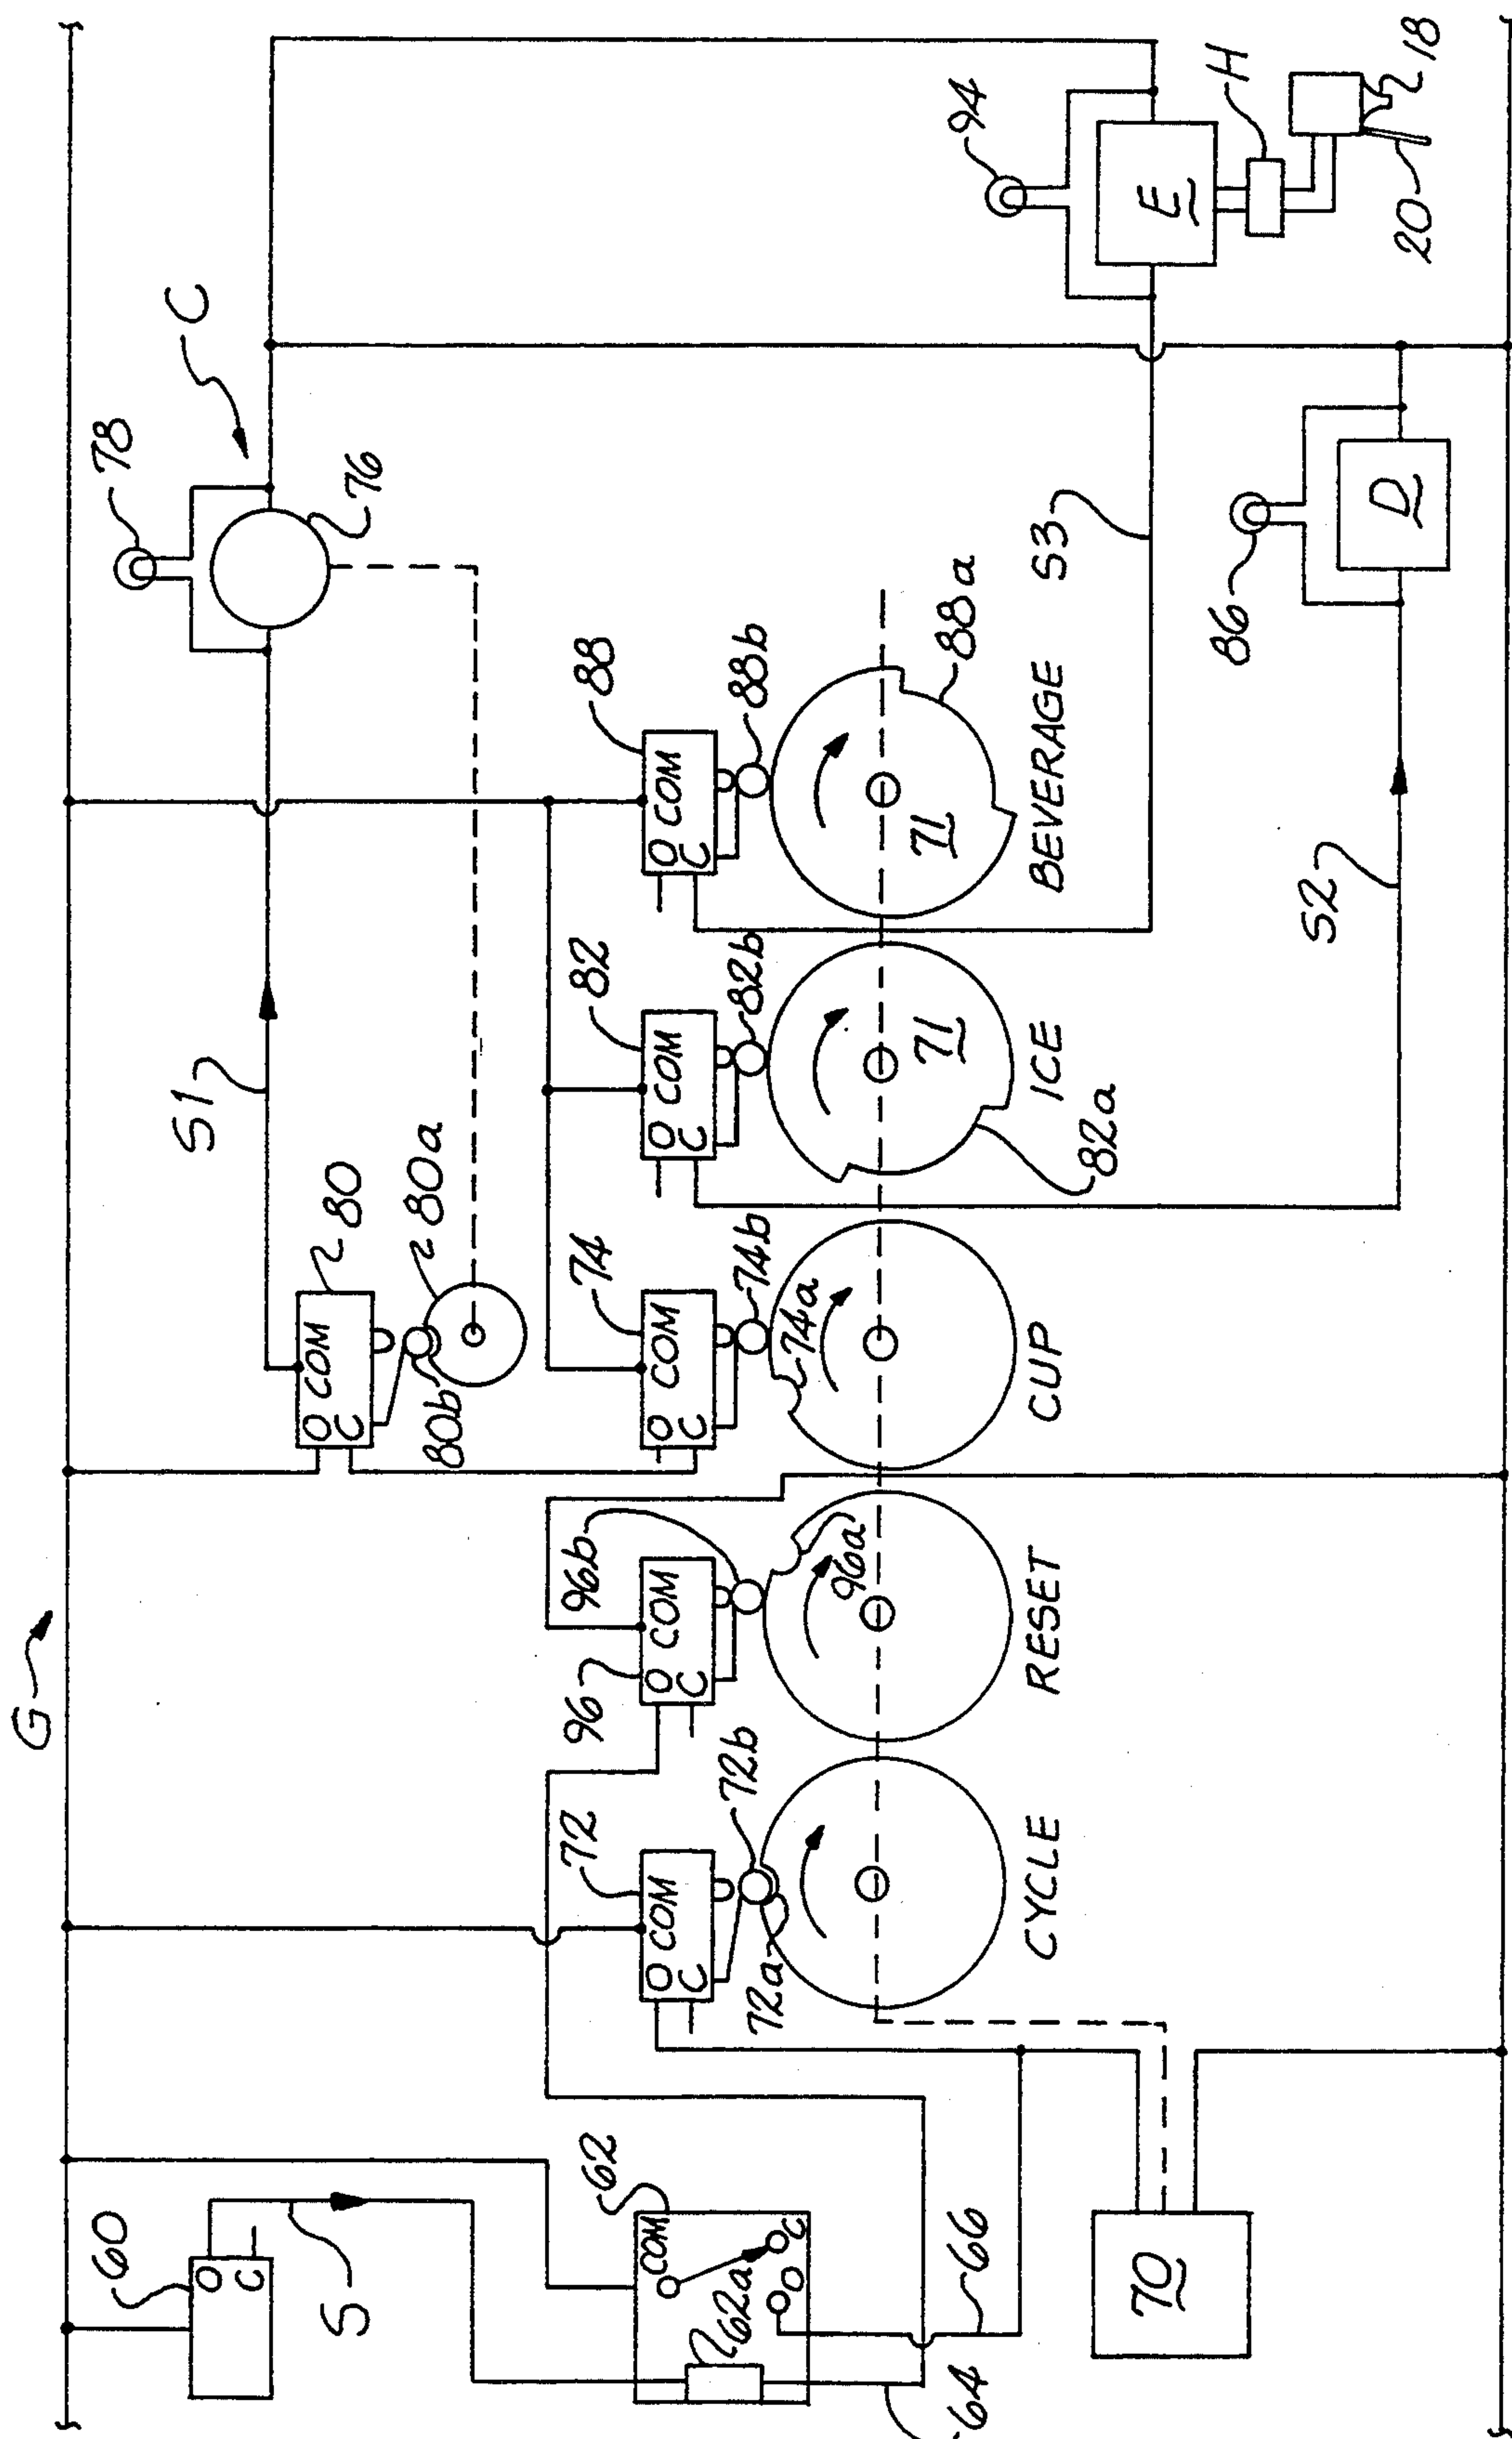 G
60
O
C
S
COM
62
C
O
62a
64
66
70
72
O COM
C
72b
72a
CYCLE
96
O COM
C
96b
96a
RESET
S1
80
O COM
C
80a
80b
74
O COM
C
74b
74a
CUP
82
O COM
C
82b
71
ICE
82a
88
O COM
C
88b
71
88a
BEVERAGE
S3
S2
78
C
76
94
E
H
18
20
86
D